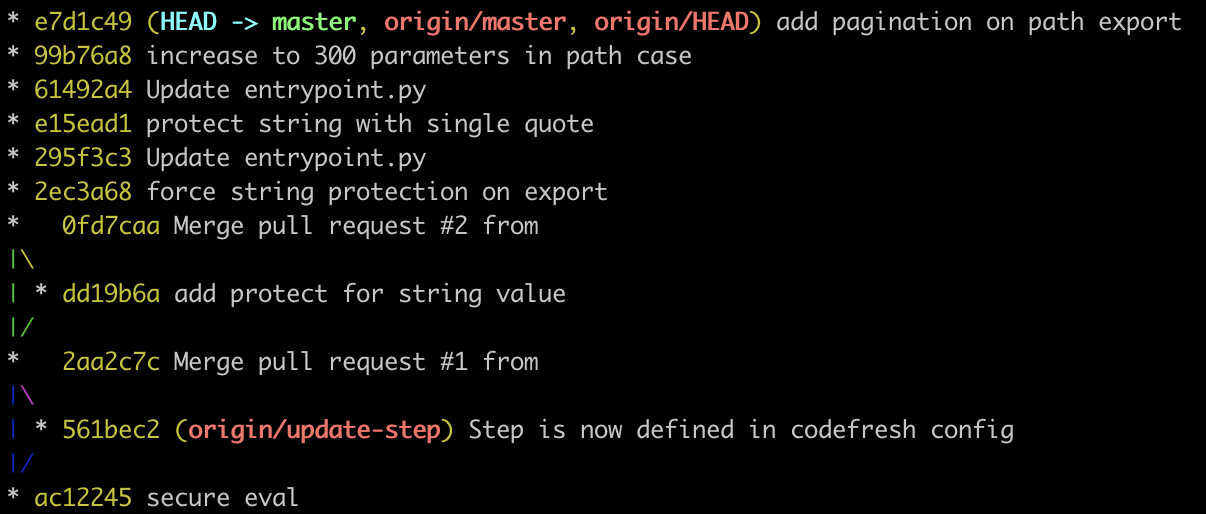 * e7d1c49 (HEAD -> master, origin/master, origin/HEAD) add pagination on path export
* 99b76a8 increase to 300 parameters in path case
* 61492a4 Update entrypoint.py
* e15ead1 protect string with single quote
* 295f3c3 Update entrypoint.py
* 2ec3a68 force string protection on export
*   0fd7caa Merge pull request #2 from
|\
| * dd19b6a add protect for string value
|/
*   2aa2c7c Merge pull request #1 from
|\
| * 561bec2 (origin/update-step) Step is now defined in codefresh config
|/
* ac12245 secure eval